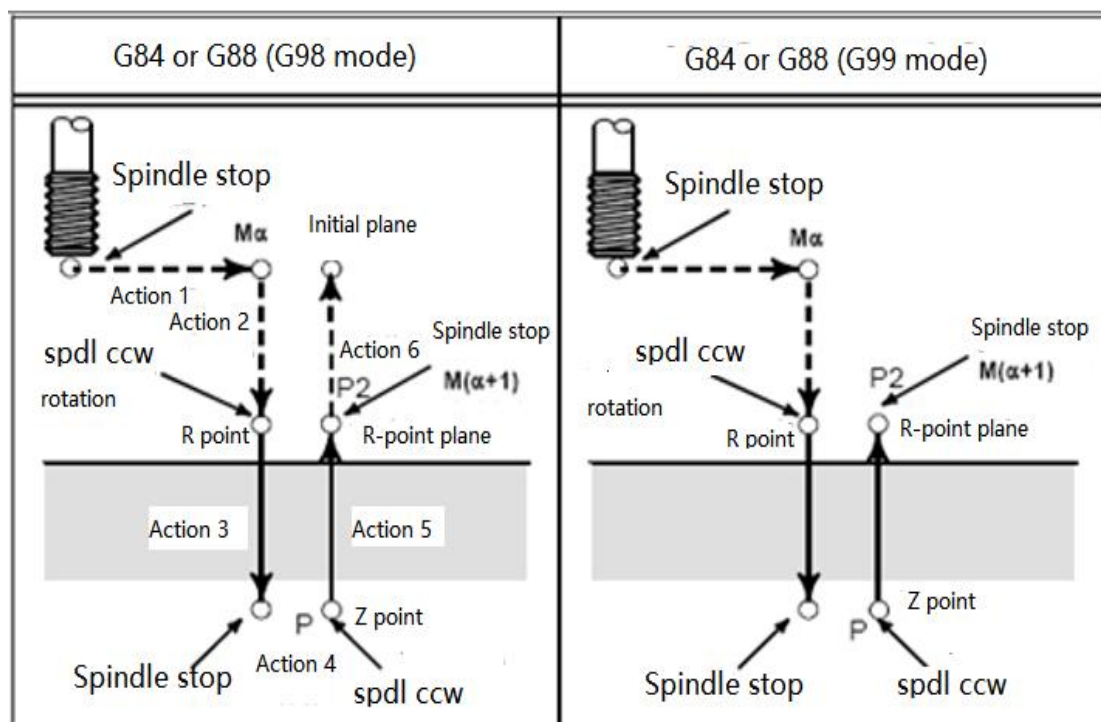 G84 or G88 (G98 mode)
Spindle stop
Mα
Initial plane
Action 1
Action 2
Spindle stop
spdl ccw
Action 6
P2
M(α+1)
rotation
R point
R-point plane
Action 3
Action 5
P
Z point
Spindle stop
Action 4
spdl ccw
G84 or G88 (G99 mode)
Spindle stop
Mα
Spindle stop
spdl ccw
P2
M(α+1)
rotation
R point
R-point plane
Z point
P
Spindle stop
spdl ccw